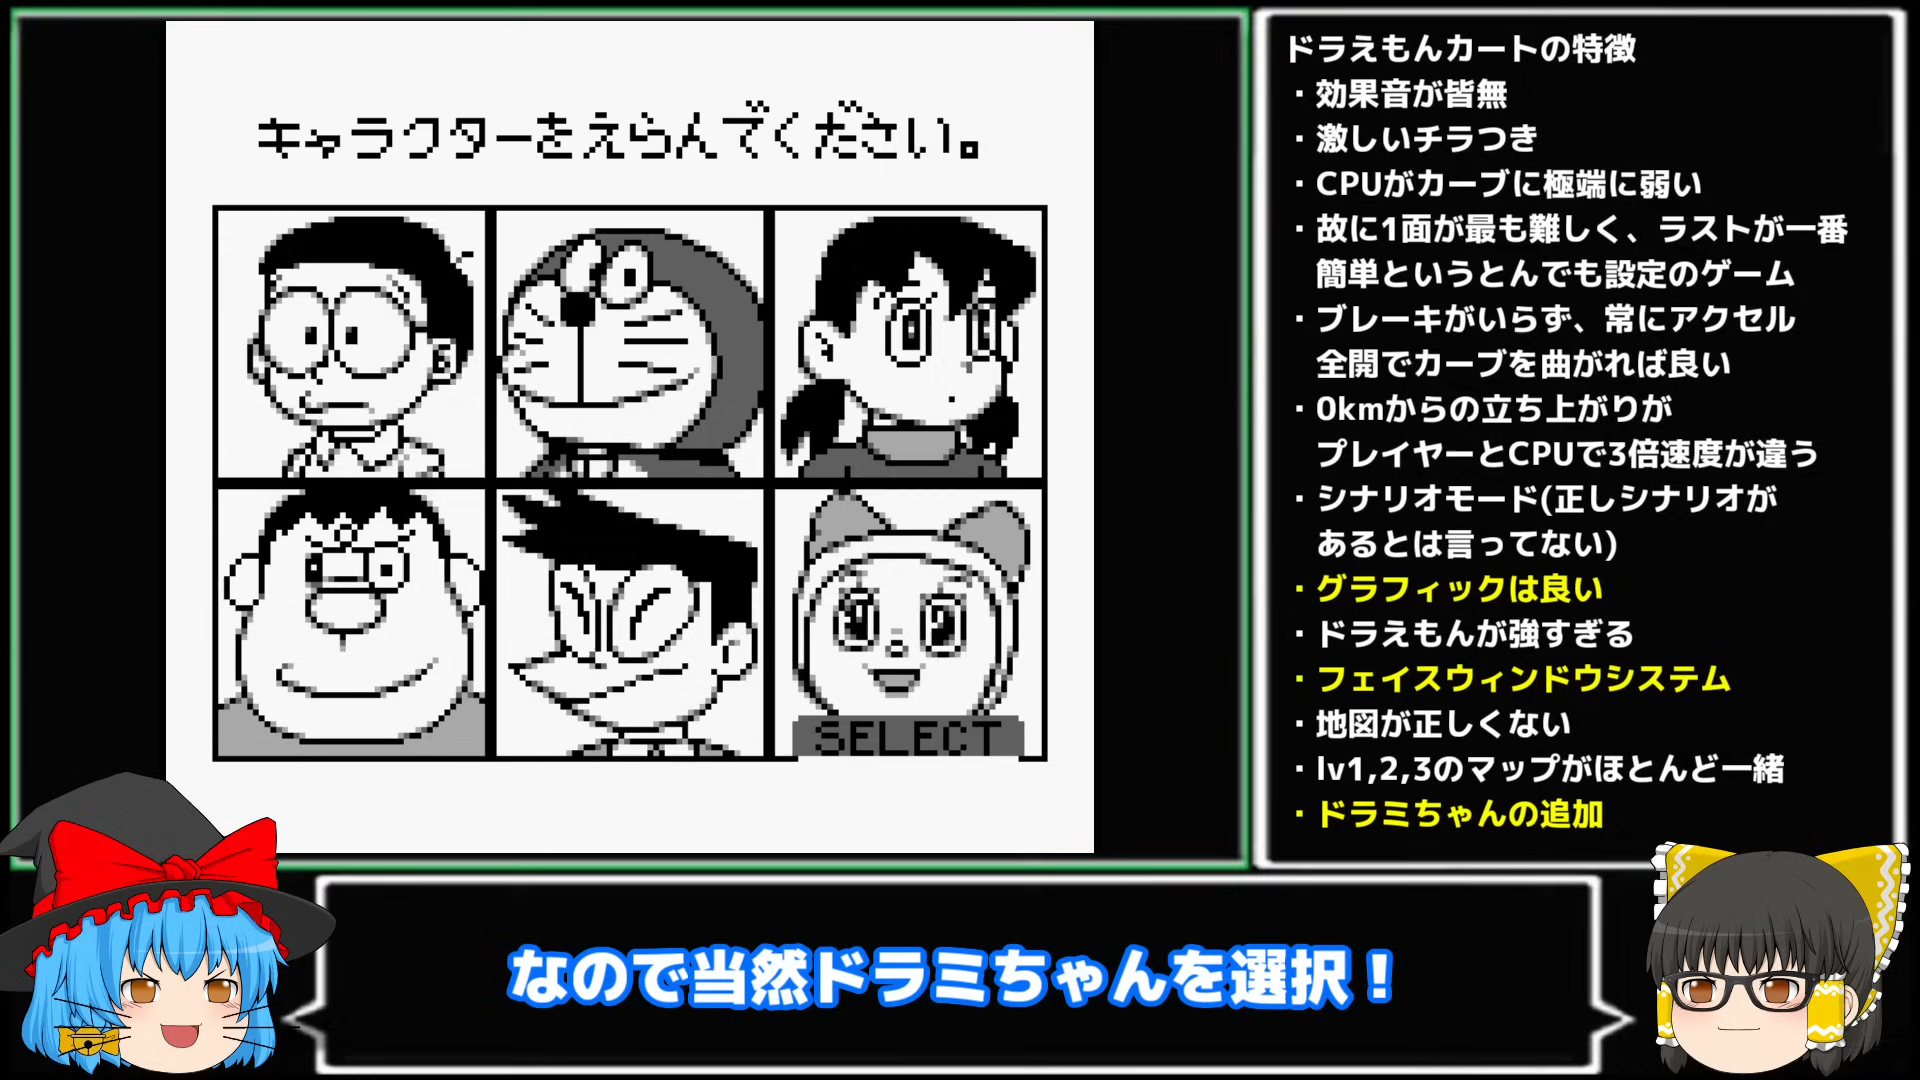 キャラクターをえらんでください。
SELECT
ドラえもんカートの特徴
・効果音が皆無
・激しいチラつき
・CPUがカーブに極端に弱い
・故に1面が最も難しく、ラストが一番
簡単というとんでも設定のゲーム
・ブレーキがいらず、常にアクセル
全開でカーブを曲がれば良い
・0kmからの立ち上がりが
プレイヤーとCPUで3倍速度が違う
・シナリオモード(正しシナリオが
あるとは言ってない)
・グラフィックは良い
・ドラえもんが強すぎる
・フェイスウィンドウシステム
・地図が正しくない
・lv1,2,3のマップがほとんど一緒
・ドラミちゃんの追加
なので当然ドラミちゃんを選択！